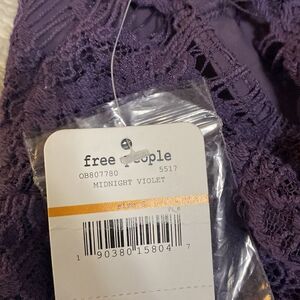 free people
OB807780 5517
MIDNIGHT VIOLET
1 90380 15804 7